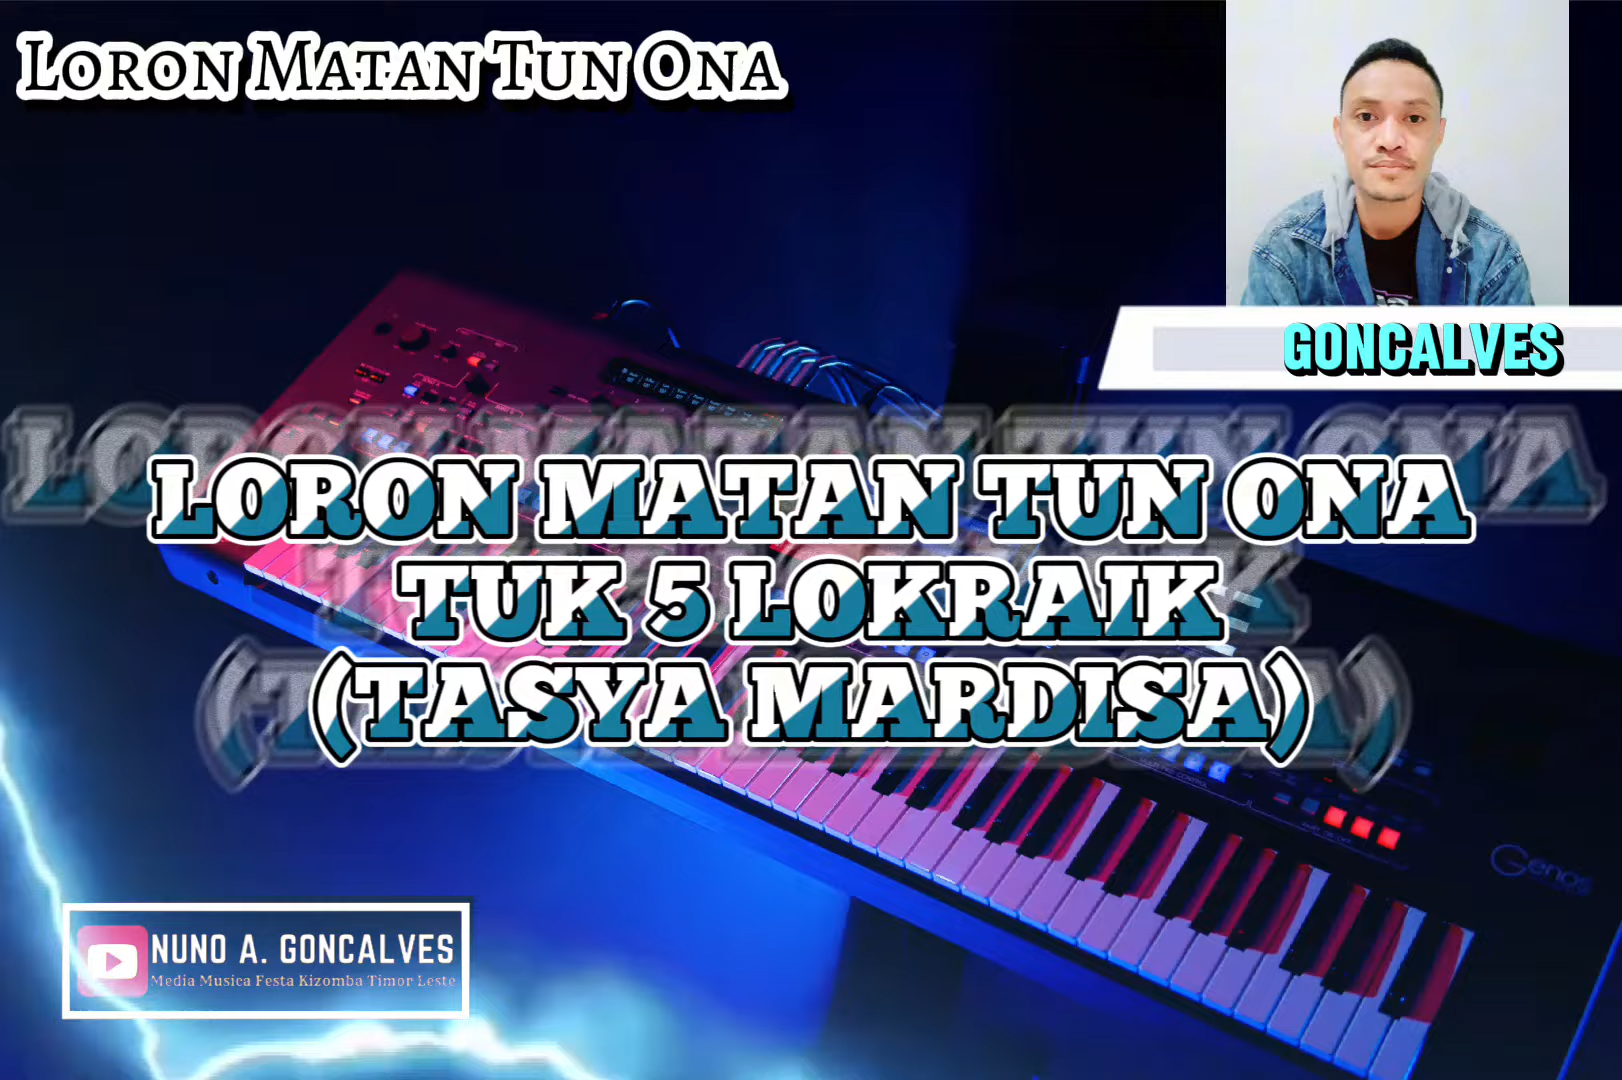 Loron Matan Tun Ona
GONCALVES
LORON MATAN TUN ONA
TUK 5 LOKRAIK
(TASYA MARDISA)
NUNO A. GONCALVES
Media Musica Festa Kizomba Timor Leste
Genos